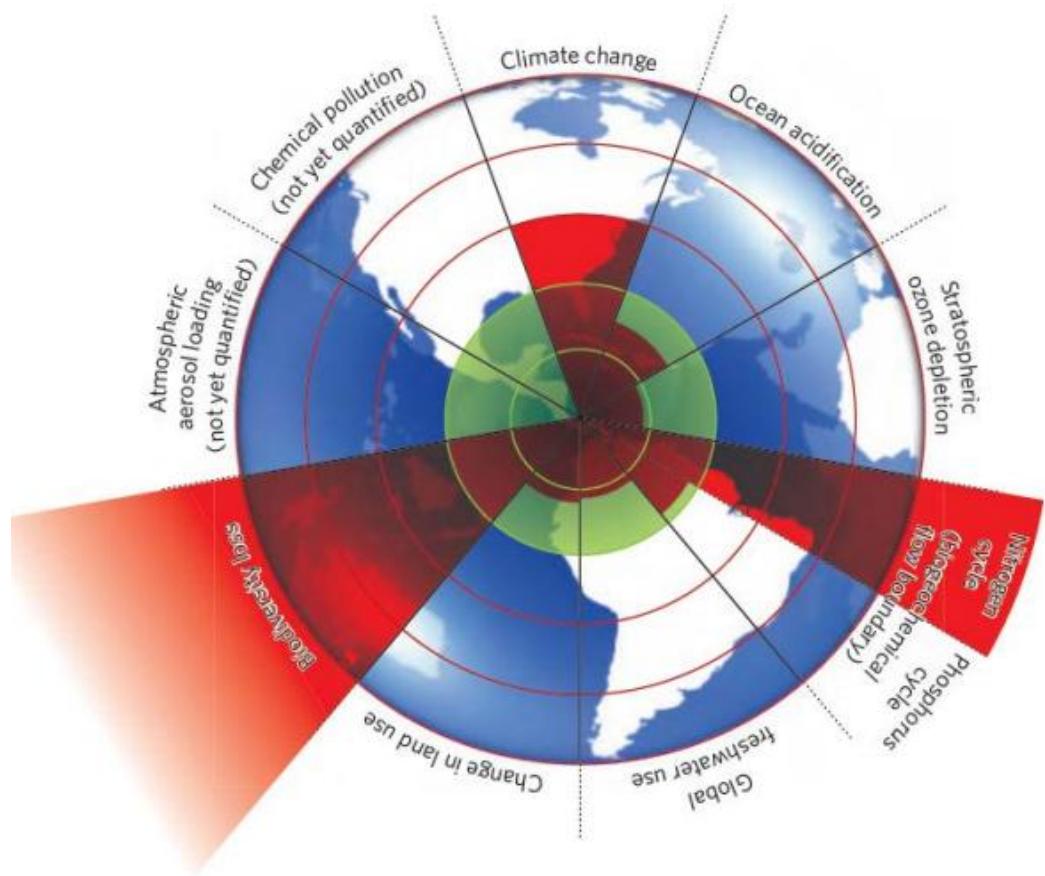 Climate change
Ocean acidification
Stratospheric
ozone depletion
Nitrogen
cycle
(biogeochemical
flow boundary)
Phosphorus
cycle
Global
freshwater use
Change in land use
Biodiversity loss
Atmospheric
aerosol loading
(not yet quantified)
Chemical pollution
(not yet quantified)